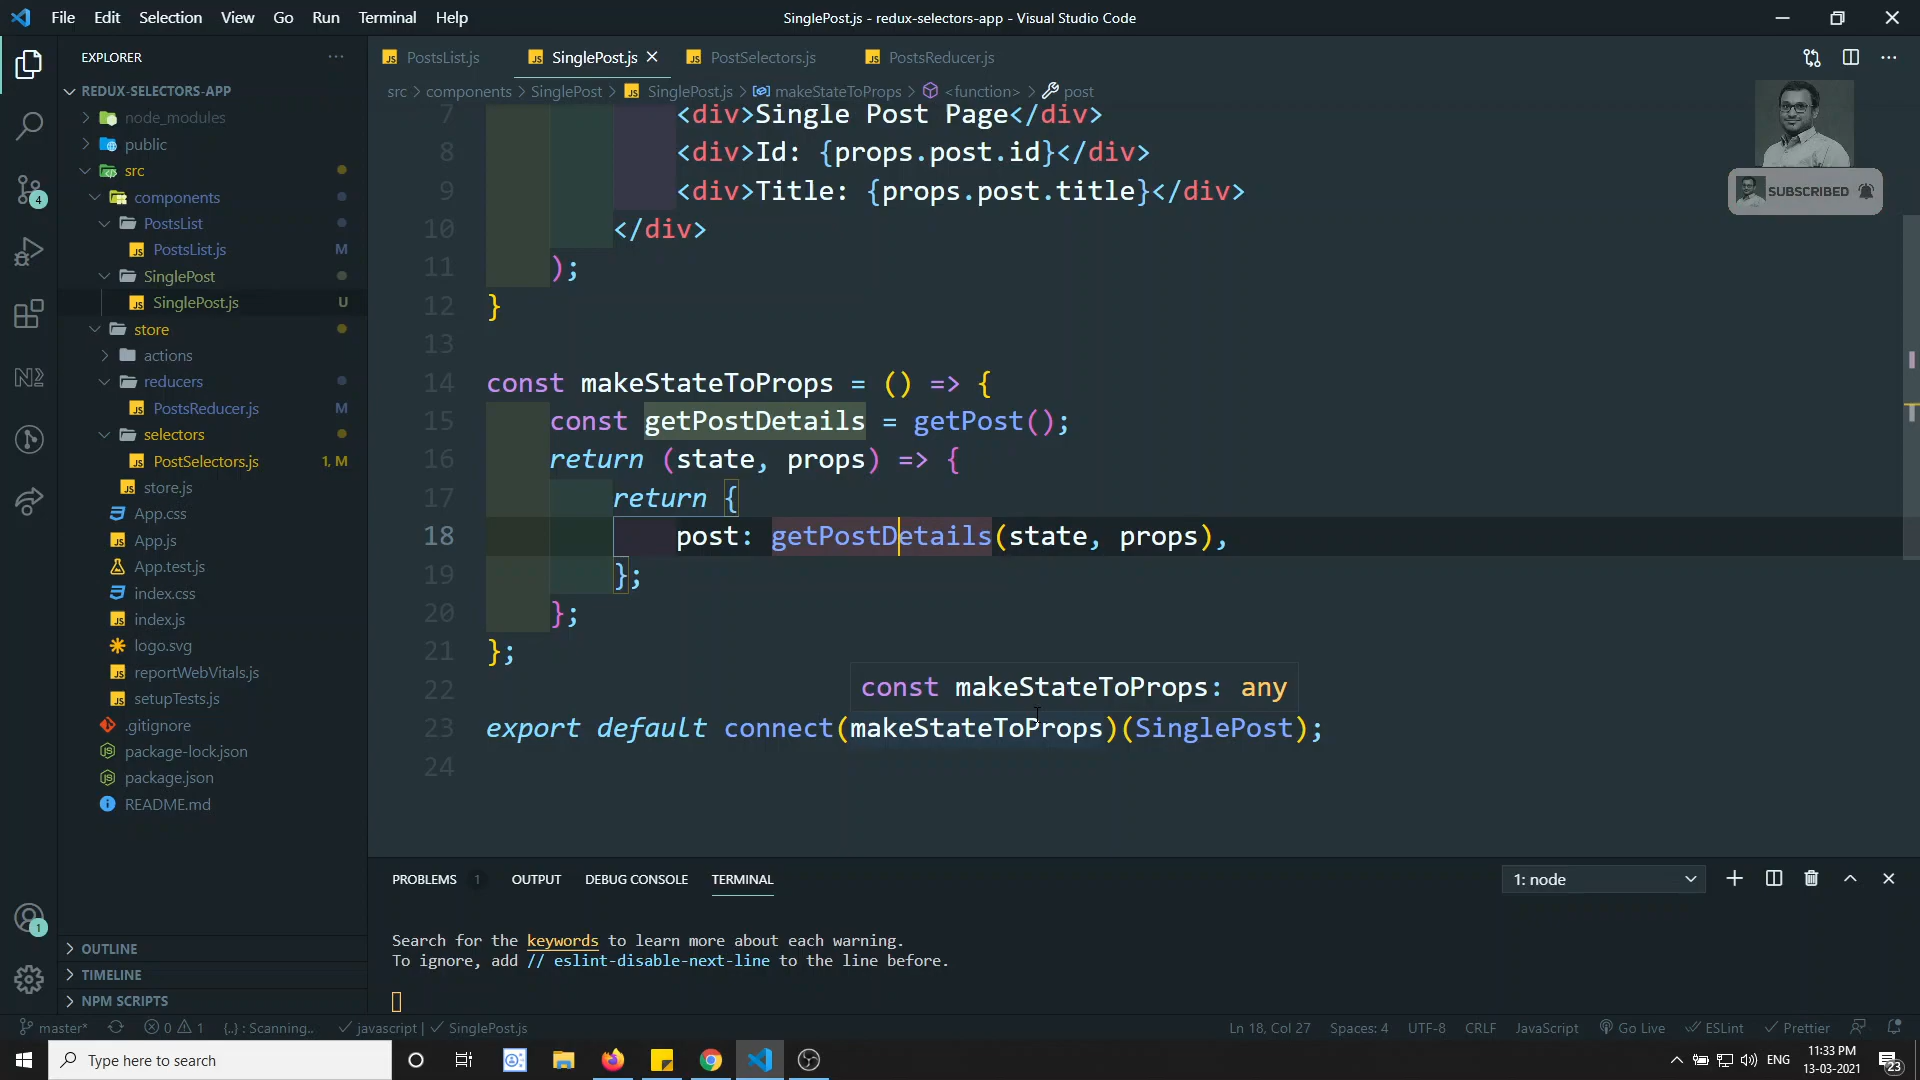 File Edit Selection View Go Run Terminal Help
SinglePost.js - redux-selectors-app - Visual Studio Code
EXPLORER
REDUX-SELECTORS-APP
node_modules
public
src
components
PostsList
PostsList.js M
SinglePost
SinglePost.js U
store
actions
reducers
PostsReducer.js M
selectors
PostSelectors.js 1, M
store.js
App.css
App.js
App.test.js
index.css
index.js
logo.svg
reportWebVitals.js
setupTests.js
.gitignore
package-lock.json
package.json
README.md
OUTLINE
TIMELINE
NPM SCRIPTS
4
1
PostsList.js SinglePost.js PostSelectors.js PostsReducer.js
src > components > SinglePost > SinglePost.js > makeStateToProps > <function> > post
SUBSCRIBED
7 <div>Single Post Page</div>
8 <div>Id: {props.post.id}</div>
9 <div>Title: {props.post.title}</div>
10 </div>
11 );
12 }
13
14 const makeStateToProps = () => {
15 const getPostDetails = getPost();
16 return (state, props) => {
17 return {
18 post: getPostDetails(state, props),
19 };
20 };
21 };
22
const makeStateToProps: any
23 export default connect(makeStateToProps)(SinglePost);
24
PROBLEMS 1 OUTPUT DEBUG CONSOLE TERMINAL
1: node
Search for the keywords to learn more about each warning.
To ignore, add // eslint-disable-next-line to the line before.
master* 0 1 {..} : Scanning.. javascript | SinglePost.js
Ln 18, Col 27 Spaces: 4 UTF-8 CRLF JavaScript Go Live ESLint Prettier
Type here to search
ENG
11:33 PM
13-03-2021
23